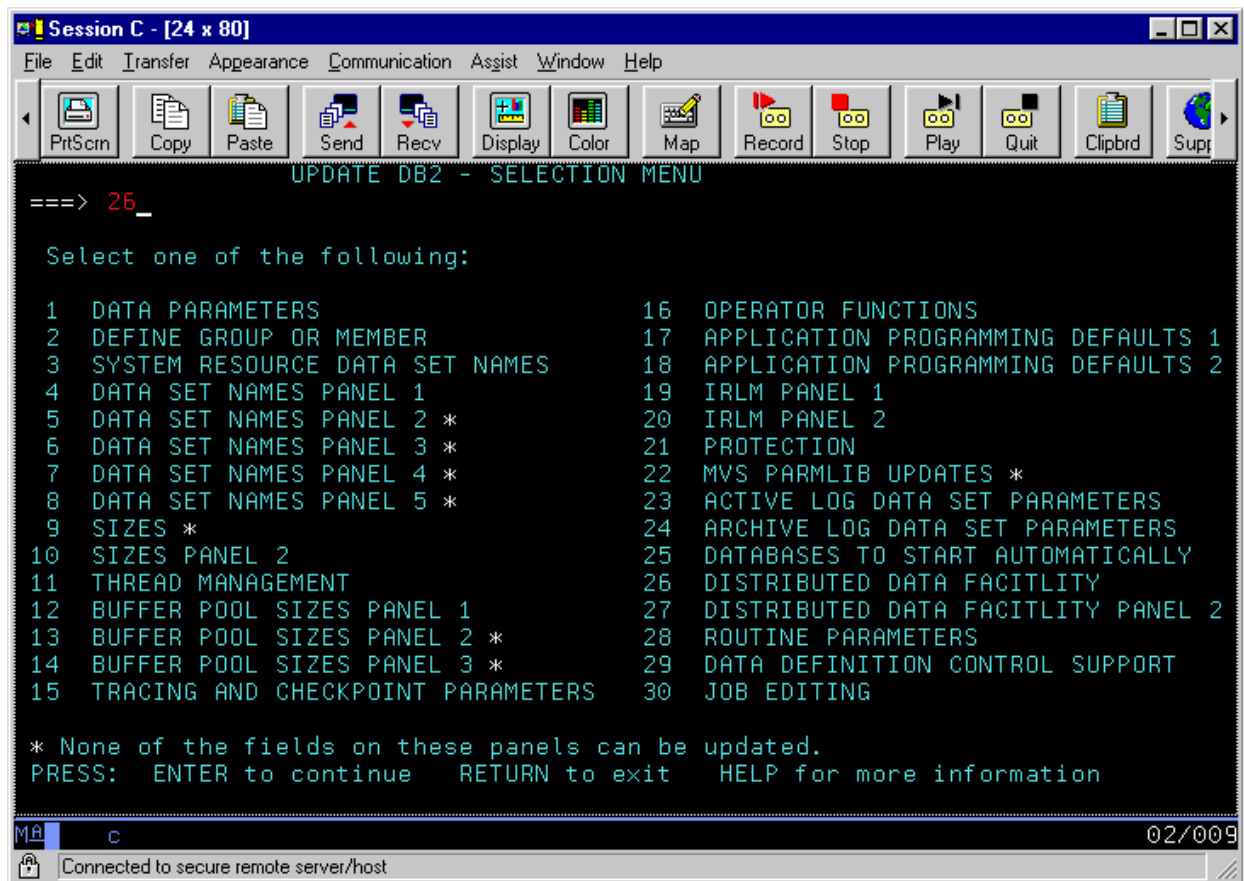 Session C - [24 x 80]
File Edit Transfer Appearance Communication Assist Window Help
PrtScrn Copy Paste Send Recv Display Color Map Record Stop Play Quit Clipbrd Supp
UPDATE DB2 - SELECTION MENU
===> 26_
Select one of the following:
1 DATA PARAMETERS 16 OPERATOR FUNCTIONS
2 DEFINE GROUP OR MEMBER 17 APPLICATION PROGRAMMING DEFAULTS 1
3 SYSTEM RESOURCE DATA SET NAMES 18 APPLICATION PROGRAMMING DEFAULTS 2
4 DATA SET NAMES PANEL 1 19 IRLM PANEL 1
5 DATA SET NAMES PANEL 2 * 20 IRLM PANEL 2
6 DATA SET NAMES PANEL 3 * 21 PROTECTION
7 DATA SET NAMES PANEL 4 * 22 MVS PARMLIB UPDATES *
8 DATA SET NAMES PANEL 5 * 23 ACTIVE LOG DATA SET PARAMETERS
9 SIZES * 24 ARCHIVE LOG DATA SET PARAMETERS
10 SIZES PANEL 2 25 DATABASES TO START AUTOMATICALLY
11 THREAD MANAGEMENT 26 DISTRIBUTED DATA FACITLITY
12 BUFFER POOL SIZES PANEL 1 27 DISTRIBUTED DATA FACITLITY PANEL 2
13 BUFFER POOL SIZES PANEL 2 * 28 ROUTINE PARAMETERS
14 BUFFER POOL SIZES PANEL 3 * 29 DATA DEFINITION CONTROL SUPPORT
15 TRACING AND CHECKPOINT PARAMETERS 30 JOB EDITING
* None of the fields on these panels can be updated.
PRESS: ENTER to continue RETURN to exit HELP for more information
MA c 02/009
Connected to secure remote server/host